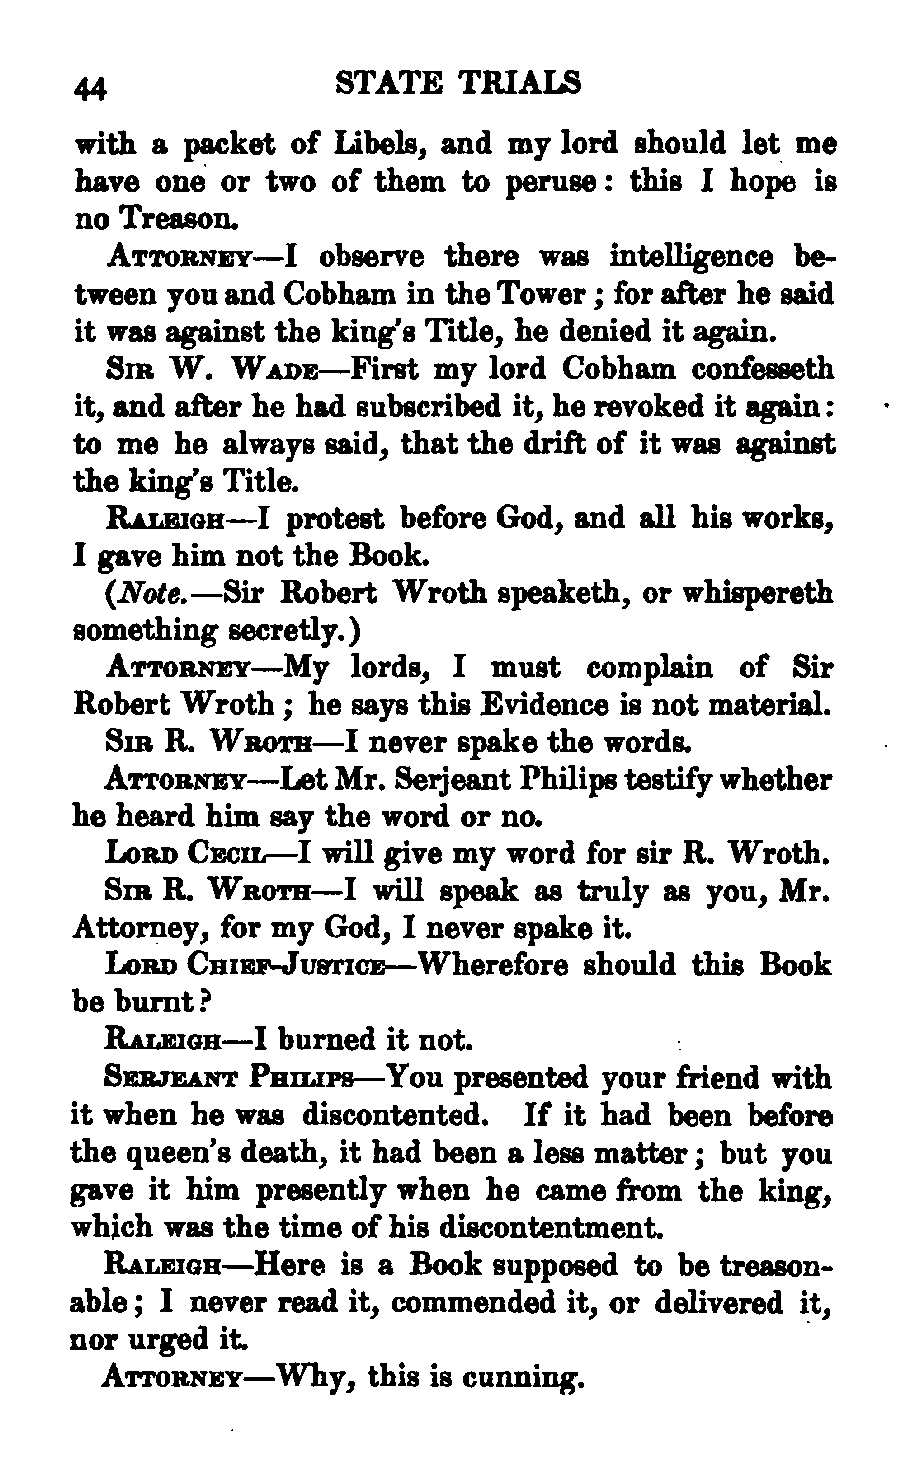 44 STATE TRIALS
with a packet of Libels, and my lord should let me
have one or two of them to peruse: this I hope is
no Treason.
ATTORNEY—I observe there was intelligence be-
tween you and Cobham in the Tower; for after he said
it was against the king's Title, he denied it again.
SIR W. WADE—First my lord Cobham confesseth
it, and after he had subscribed it, he revoked it again:
to me he always said, that the drift of it was against
the king's Title.
RALEIGH—I protest before God, and all his works,
I gave him not the Book.
(Note.—Sir Robert Wroth speaketh, or whispereth
something secretly.)
ATTORNEY—My lords, I must complain of Sir
Robert Wroth; he says this Evidence is not material.
SIR R. WROTH—I never spake the words.
ATTORNEY—Let Mr. Serjeant Philips testify whether
he heard him say the word or no.
LORD CECIL—I will give my word for sir R. Wroth.
SIR R. WROTH—I will speak as truly as you, Mr.
Attorney, for my God, I never spake it.
LORD CHIEF-JUSTICE—Wherefore should this Book
be burnt?
RALEIGH—I burned it not.
SERJEANT PHILIPS—You presented your friend with
it when he was discontented. If it had been before
the queen's death, it had been a less matter; but you
gave it him presently when he came from the king,
which was the time of his discontentment.
RALEIGH—Here is a Book supposed to be treason-
able; I never read it, commended it, or delivered it,
nor urged it.
ATTORNEY—Why, this is cunning.